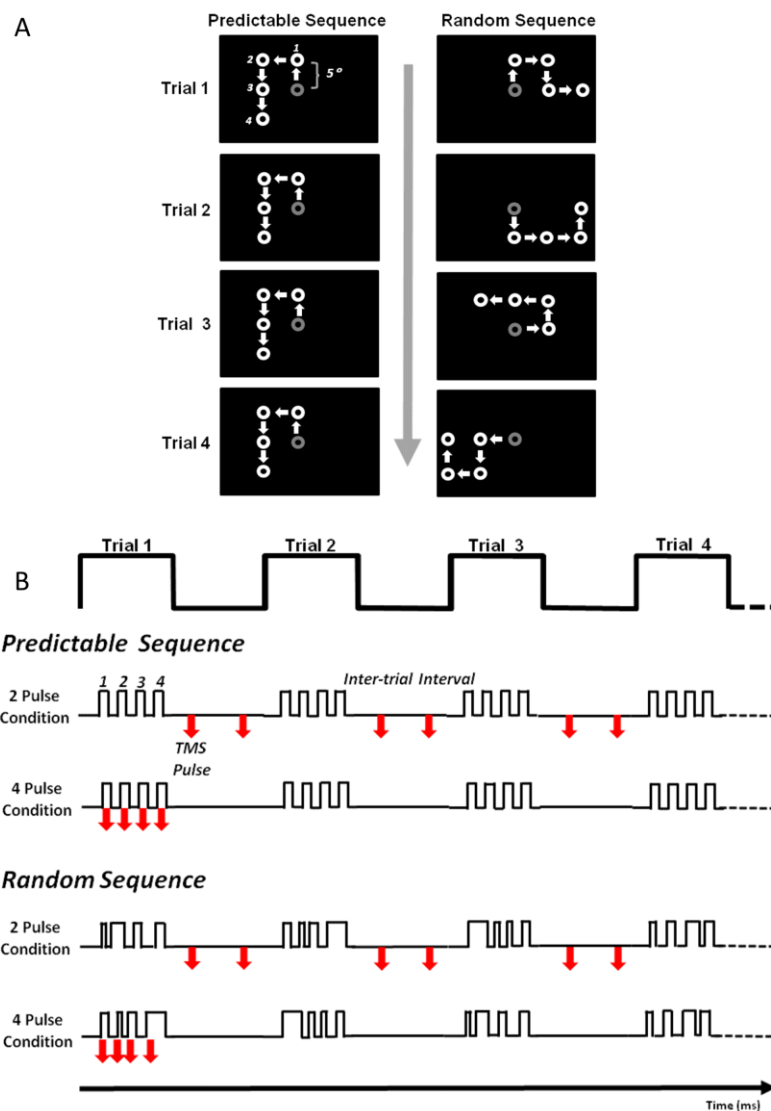 A
Predictable Sequence
Random Sequence
Trial 1
2
1
3
5°
4
Trial 2
Trial 3
Trial 4
B
Trial 1
Trial 2
Trial 3
Trial 4
Predictable Sequence
2 Pulse
Condition
1 2 3 4
Inter-trial Interval
TMS
Pulse
4 Pulse
Condition
Random Sequence
2 Pulse
Condition
4 Pulse
Condition
Time (ms)